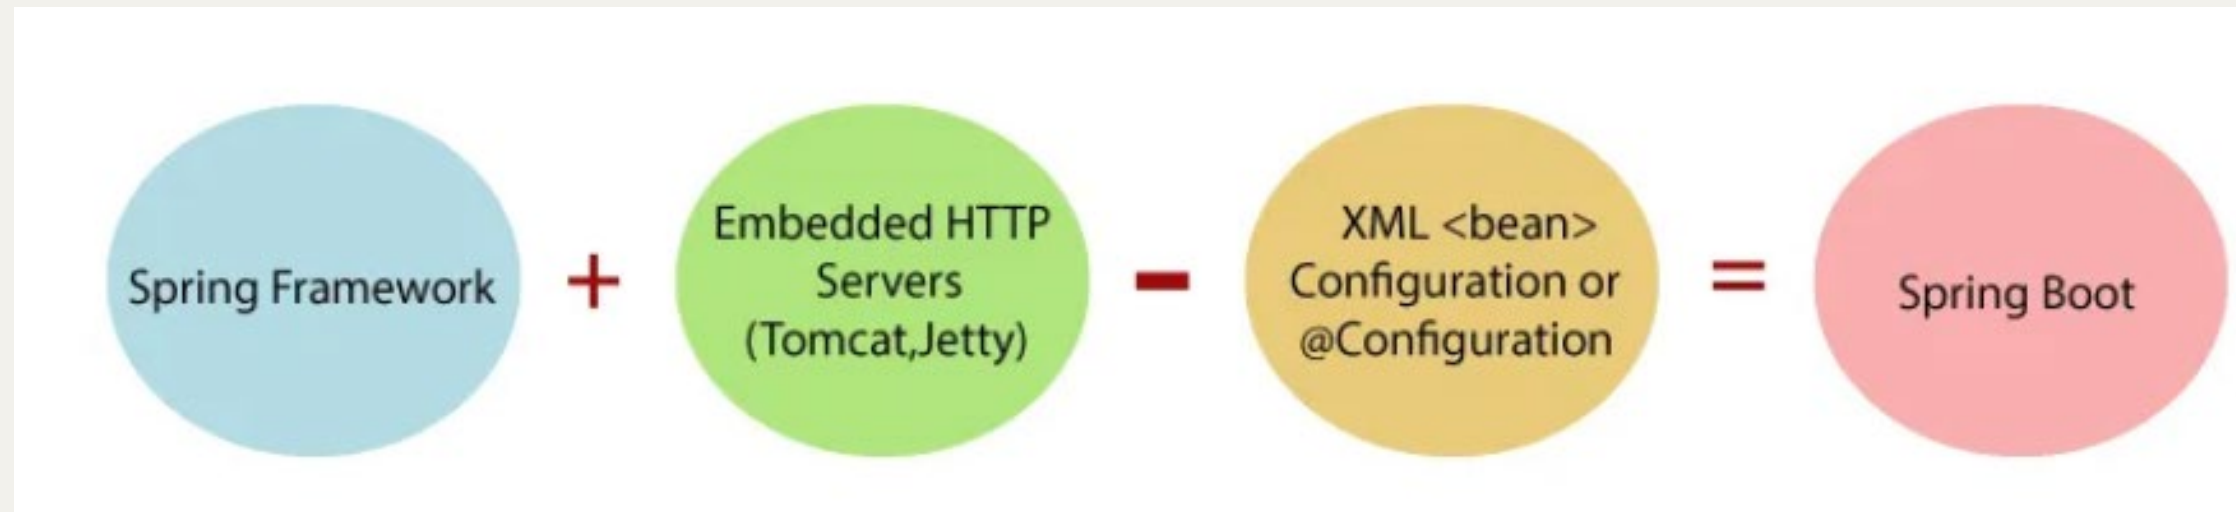 Spring Framework
+
Embedded HTTP
Servers
(Tomcat,Jetty)
-
XML <bean>
Configuration or
@Configuration
=
Spring Boot